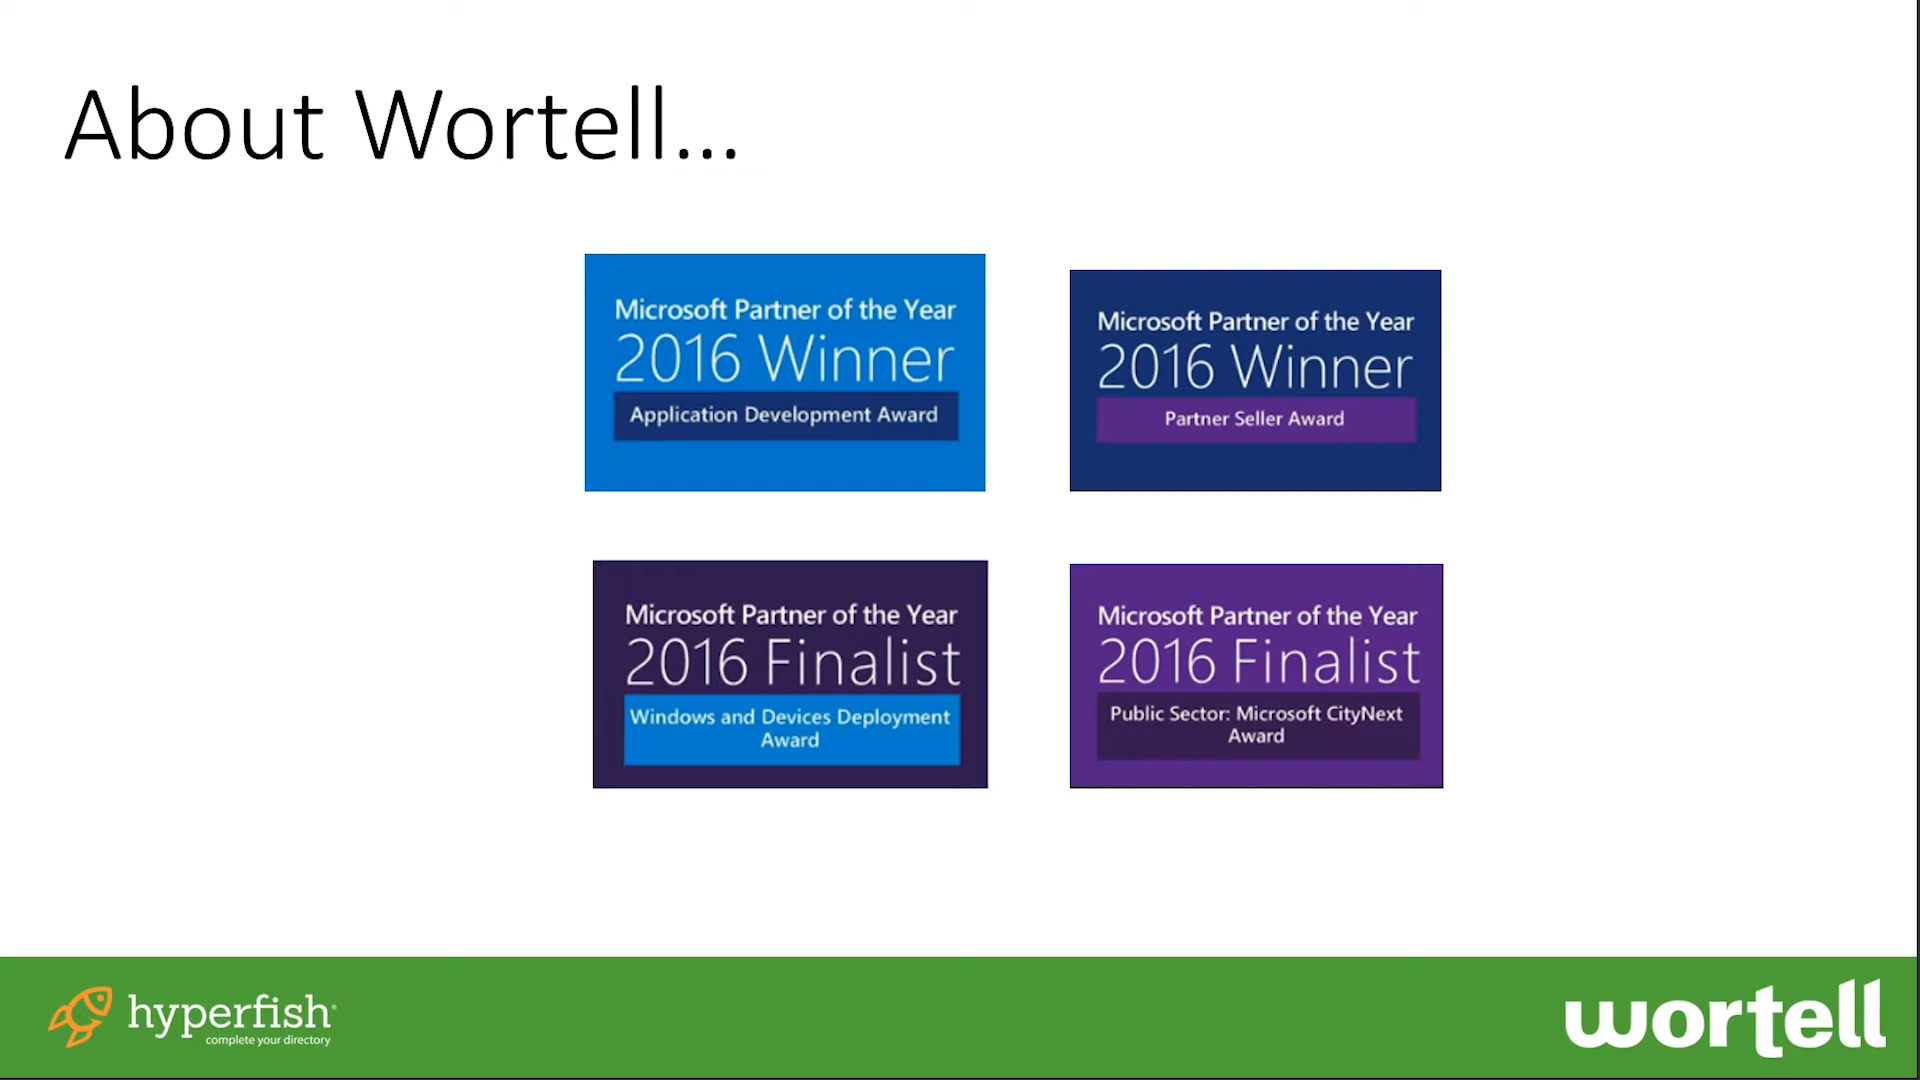 About Wortell...
Microsoft Partner of the Year
2016 Winner
Application Development Award
Microsoft Partner of the Year
2016 Winner
Partner Seller Award
Microsoft Partner of the Year
2016 Finalist
Windows and Devices Deployment
Award
Microsoft Partner of the Year
2016 Finalist
Public Sector: Microsoft CityNext
Award
hyperfish
complete your directory
wortell